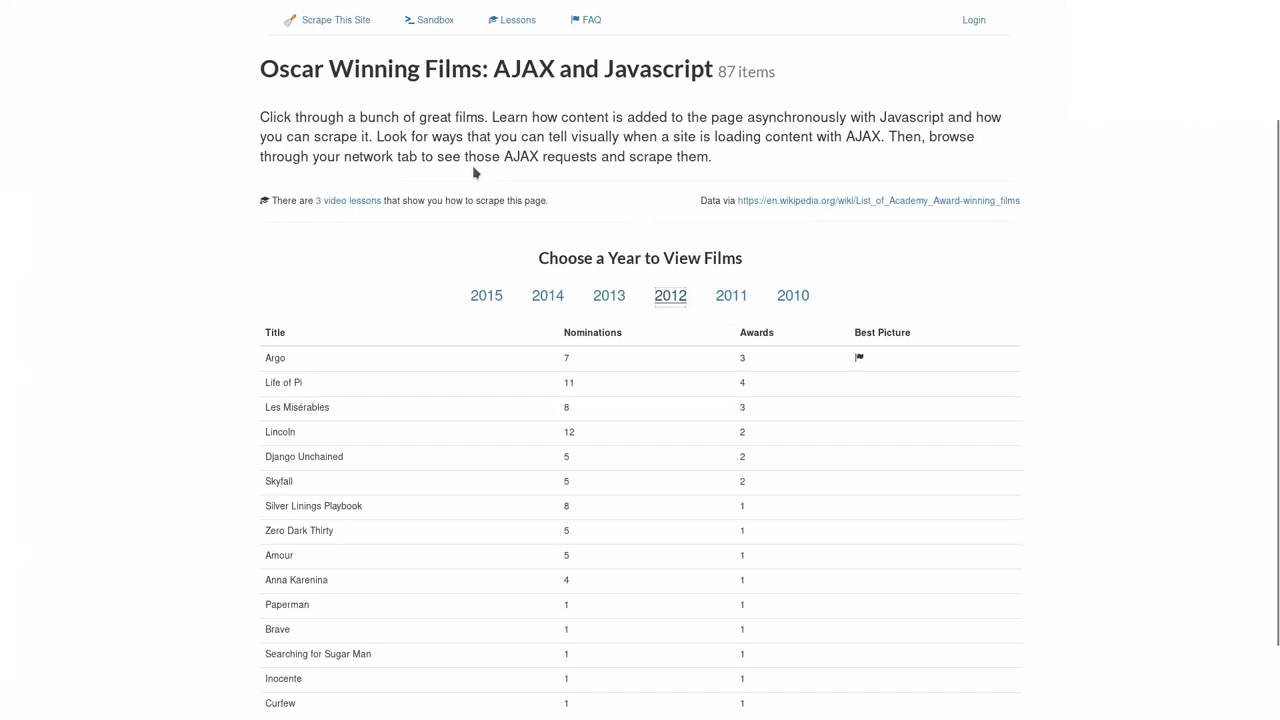 Scrape This Site Sandbox Lessons FAQ Login
Oscar Winning Films: AJAX and Javascript 87 items
Click through a bunch of great films. Learn how content is added to the page asynchronously with Javascript and how
you can scrape it. Look for ways that you can tell visually when a site is loading content with AJAX. Then, browse
through your network tab to see those AJAX requests and scrape them.
There are 3 video lessons that show you how to scrape this page. Data via https://en.wikipedia.org/wiki/List_of_Academy_Award-winning_films
Choose a Year to View Films
2015 2014 2013 2012 2011 2010
Title Nominations Awards Best Picture
Argo 7 3
Life of Pi 11 4
Les Misérables 8 3
Lincoln 12 2
Django Unchained 5 2
Skyfall 5 2
Silver Linings Playbook 8 1
Zero Dark Thirty 5 1
Amour 5 1
Anna Karenina 4 1
Paperman 1 1
Brave 1 1
Searching for Sugar Man 1 1
Inocente 1 1
Curfew 1 1